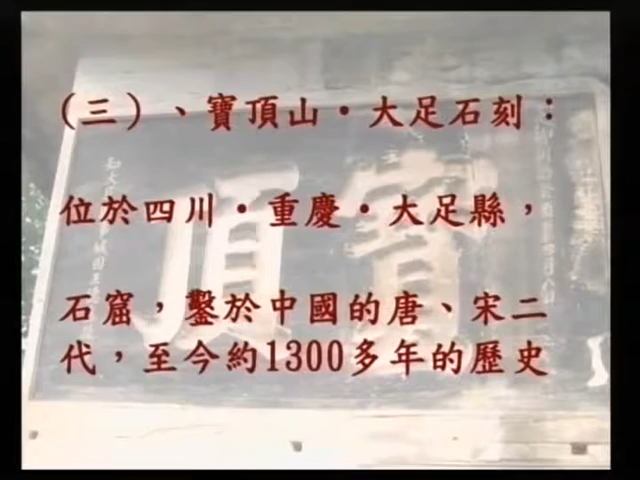 (三)、寶頂山·大足石刻：
位於四川·重慶·大足縣，
石窟，鑿於中國的唐、宋二
代，至今約1300多年的歷史
寶頂